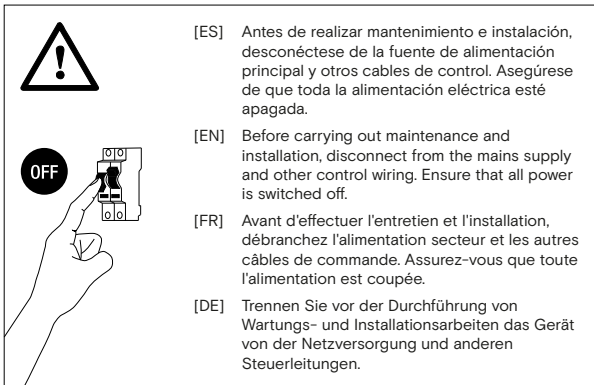 [ES] Antes de realizar mantenimiento e instalación,
desconéctese de la fuente de alimentación
principal y otros cables de control. Asegúrese
de que toda la alimentación eléctrica esté
apagada.
OFF
[EN] Before carrying out maintenance and
installation, disconnect from the mains supply
and other control wiring. Ensure that all power
is switched off.
[FR] Avant d'effectuer l'entretien et l'installation,
débranchez l'alimentation secteur et les autres
câbles de commande. Assurez-vous que toute
l'alimentation est coupée.
[DE] Trennen Sie vor der Durchführung von
Wartungs- und Installationsarbeiten das Gerät
von der Netzversorgung und anderen
Steuerleitungen.